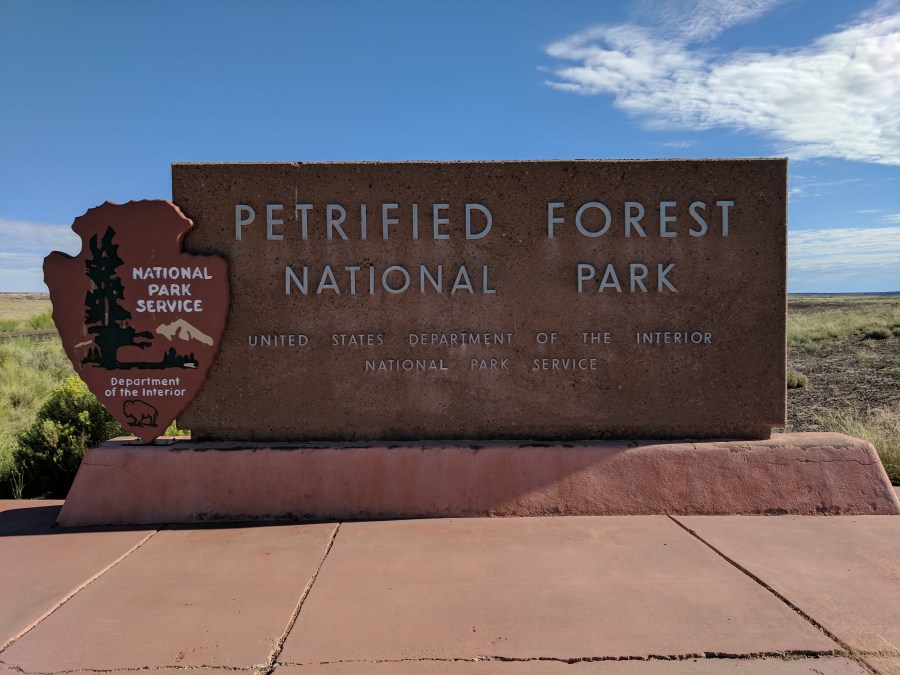 NATIONAL
PARK
SERVICE
Department
of the Interior
PETRIFIED FOREST
NATIONAL PARK
UNITED STATES DEPARTMENT OF THE INTERIOR
NATIONAL PARK SERVICE